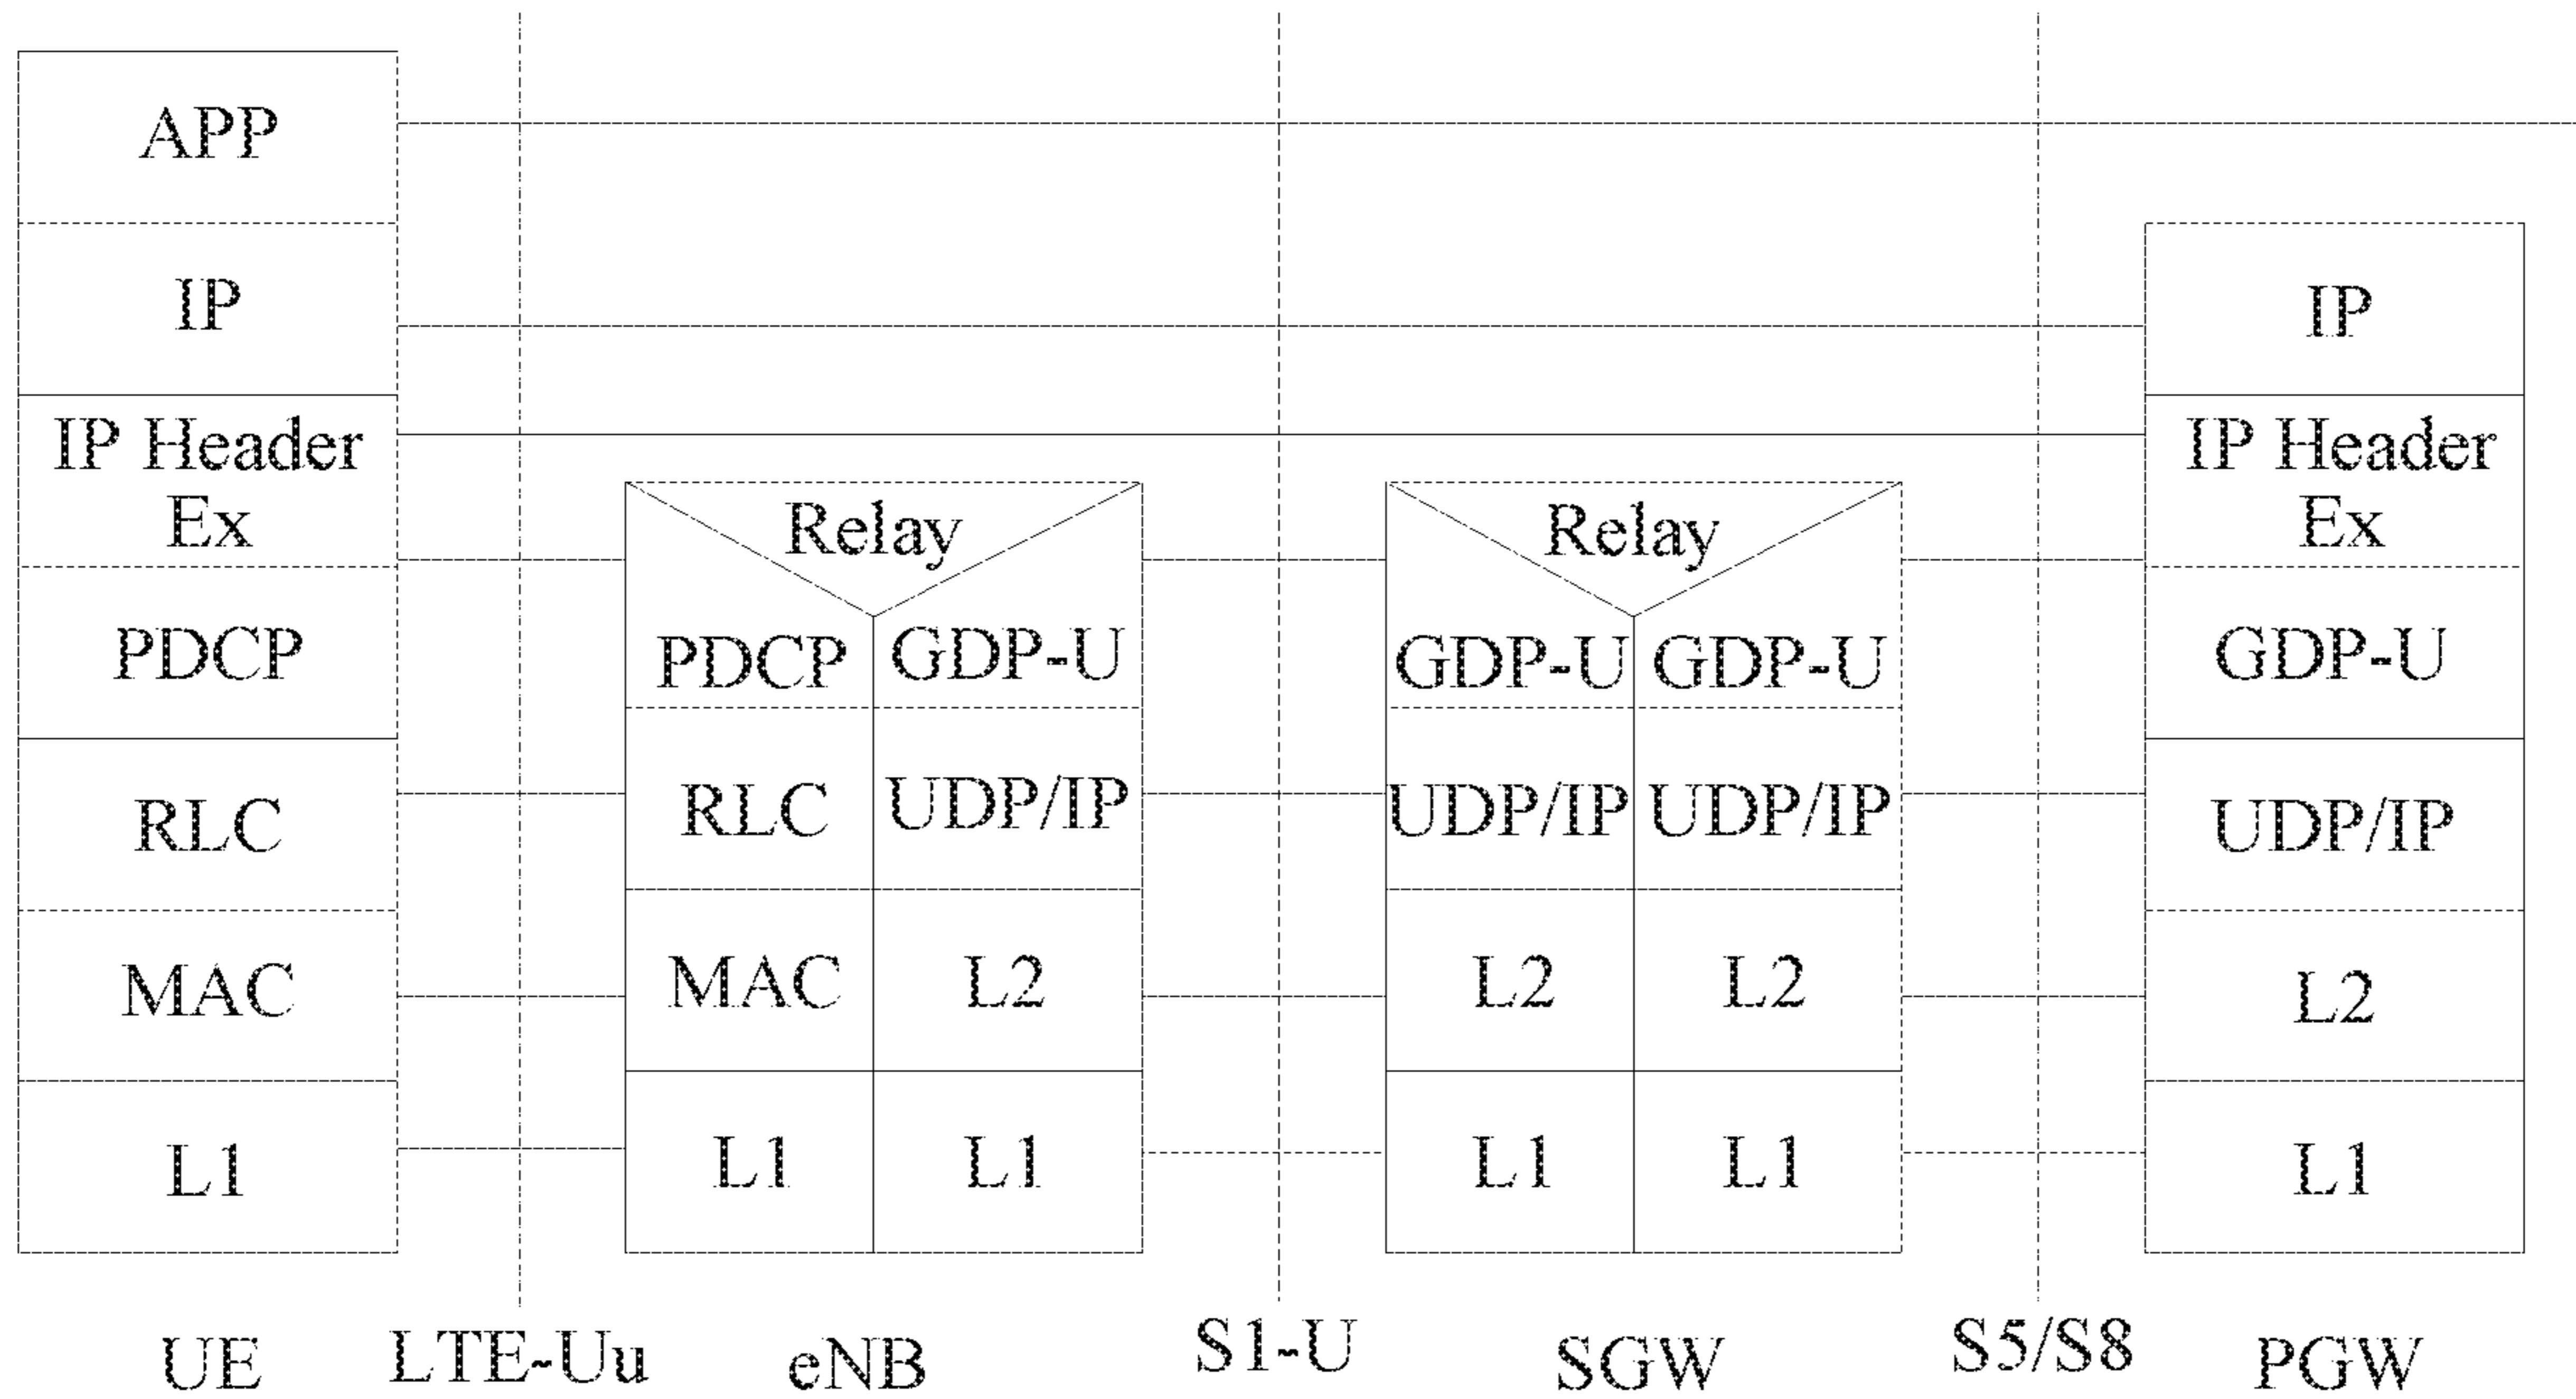 APP
IP
IP Header
Ex
PDCP
RLC
MAC
L1
Relay
PDCP GDP-U
RLC UDP/IP
MAC L2
L1 L1
Relay
GDP-U GDP-U
UDP/IP UDP/IP
L2 L2
L1 L1
IP
IP Header
Ex
GDP-U
UDP/IP
L2
L1
UE LTE-Uu eNB S1-U SGW S5/S8 PGW